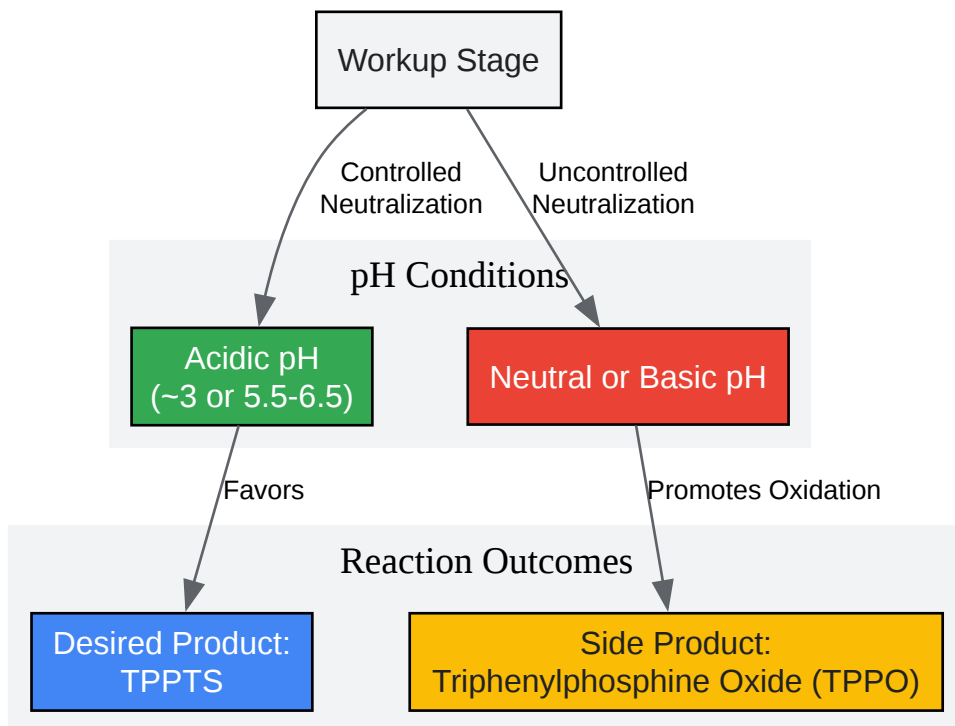 Workup Stage
Controlled
Neutralization
Uncontrolled
Neutralization
pH Conditions
Acidic pH
(~3 or 5.5-6.5)
Neutral or Basic pH
Favors
Promotes Oxidation
Reaction Outcomes
Desired Product:
TPPTS
Side Product:
Triphenylphosphine Oxide (TPPO)